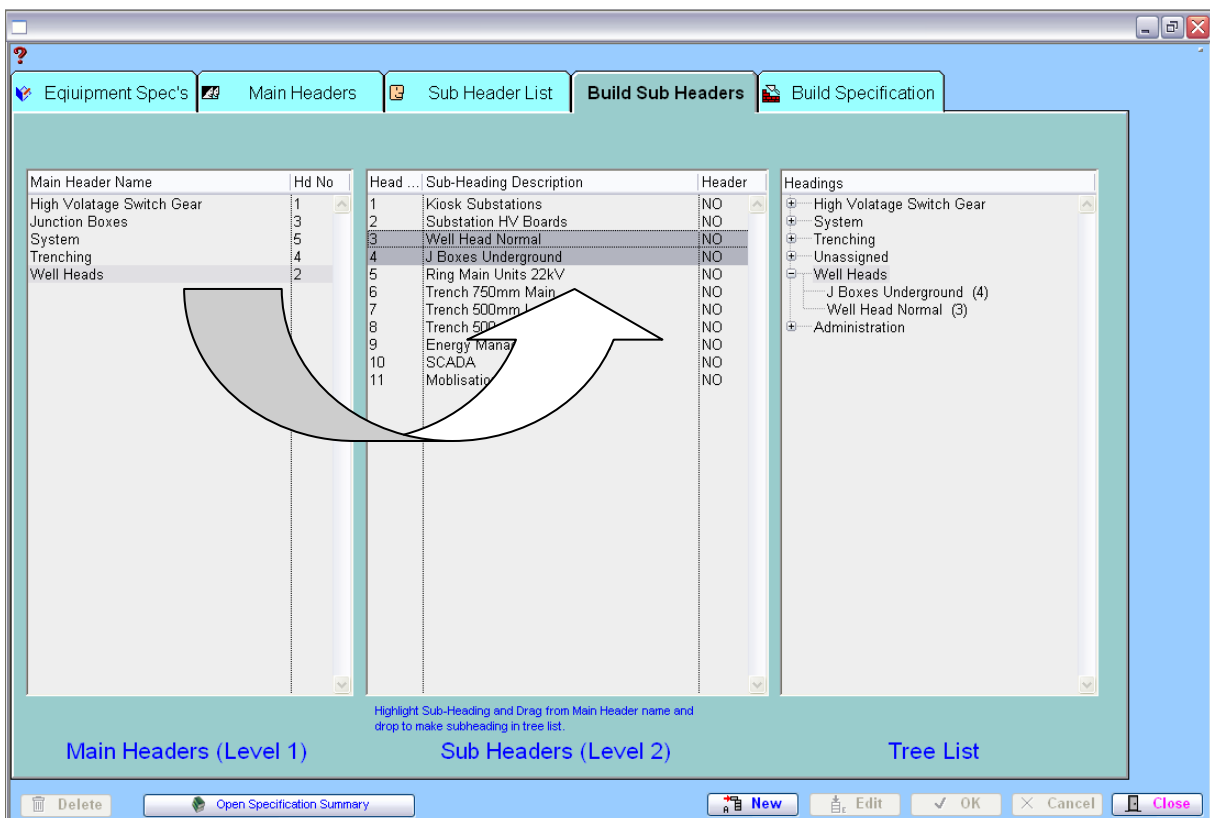 ?
Eqiuipment Spec's Main Headers Sub Header List Build Sub Headers Build Specification
Main Header Name Hd No
High Volatage Switch Gear 1
Junction Boxes 3
System 5
Trenching 4
Well Heads 2
Head ... Sub-Heading Description Header
1 Kiosk Substations NO
2 Substation HV Boards NO
3 Well Head Normal NO
4 J Boxes Underground NO
5 Ring Main Units 22kV NO
6 Trench 750mm Main NO
7 Trench 500mm NO
8 Trench NO
9 Energy NO
10 SCADA NO
11 NO
Headings
High Volatage Switch Gear
System
Trenching
Unassigned
Well Heads
J Boxes Underground (4)
Well Head Normal (3)
Administration
Highlight Sub-Heading and Drag from Main Header name and
drop to make subheading in tree list.
Main Headers (Level 1) Sub Headers (Level 2) Tree List
Delete Open Specification Summary New Edit OK Cancel Close